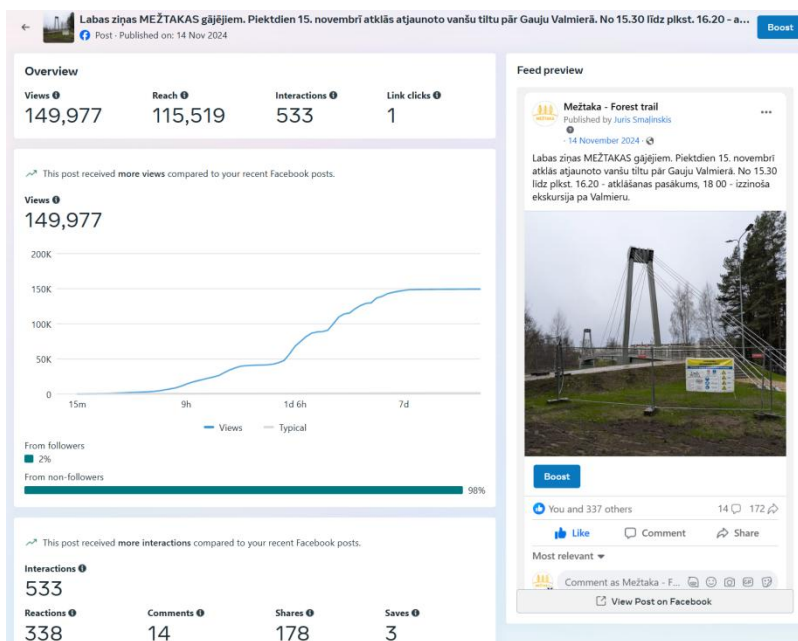 Labas ziņas MEŽTAKAS gājējiem. Piektdien 15. novembrī atklās atjaunoto vanšu tiltu pār Gauju Valmierā. No 15.30 līdz plkst. 16.20 - a...
Post · Published on: 14 Nov 2024
Boost
Overview
Views
Reach
Interactions
Link clicks
149,977
115,519
533
1
This post received more views compared to your recent Facebook posts.
Views
149,977
200K
150K
100K
50K
0
15m
9h
1d 6h
7d
Views
Typical
From followers
2%
From non-followers
98%
This post received more interactions compared to your recent Facebook posts.
Interactions
533
Reactions
Comments
Shares
Saves
338
14
178
3
Feed preview
MEŽTAKA
Mežtaka - Forest trail
Published by Juris Smaļinskis
· 14 November 2024 ·
Labas ziņas MEŽTAKAS gājējiem. Piektdien 15. novembrī
atklās atjaunoto vanšu tiltu pār Gauju Valmierā. No 15.30
līdz plkst. 16.20 - atklāšanas pasākums, 18 00 - izzinoša
ekskursija pa Valmieru.
Boost
You and 337 others
14
172
Like
Comment
Share
Most relevant
Comment as Mežtaka - F...
View Post on Facebook